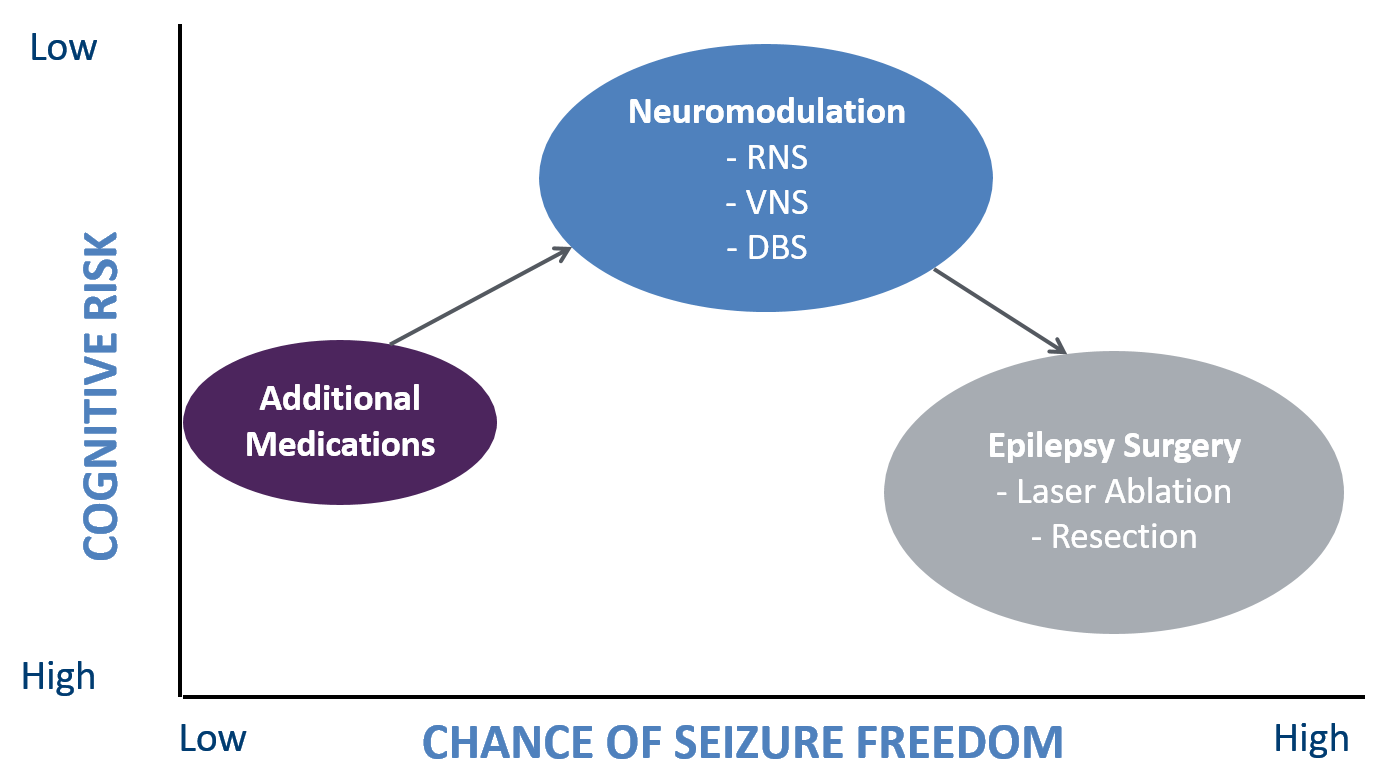 Low
Neuromodulation
- RNS
- VNS
- DBS
COGNITIVE RISK
Additional
Medications
Epilepsy Surgery
- Laser Ablation
- Resection
High
Low
CHANCE OF SEIZURE FREEDOM
High